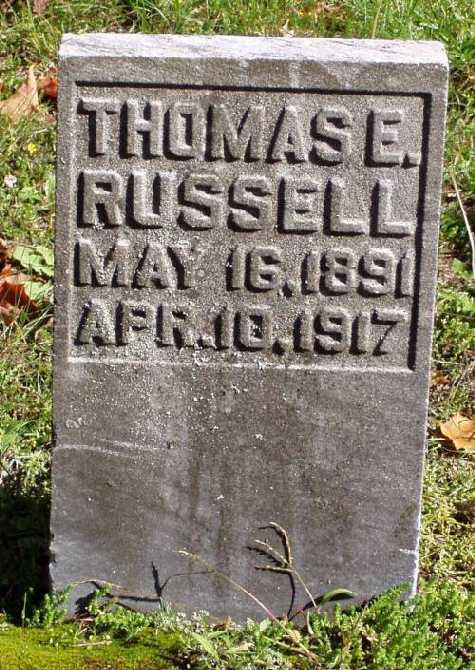 THOMAS E.
RUSSELL
MAY 16, 1891
APR. 10, 1917